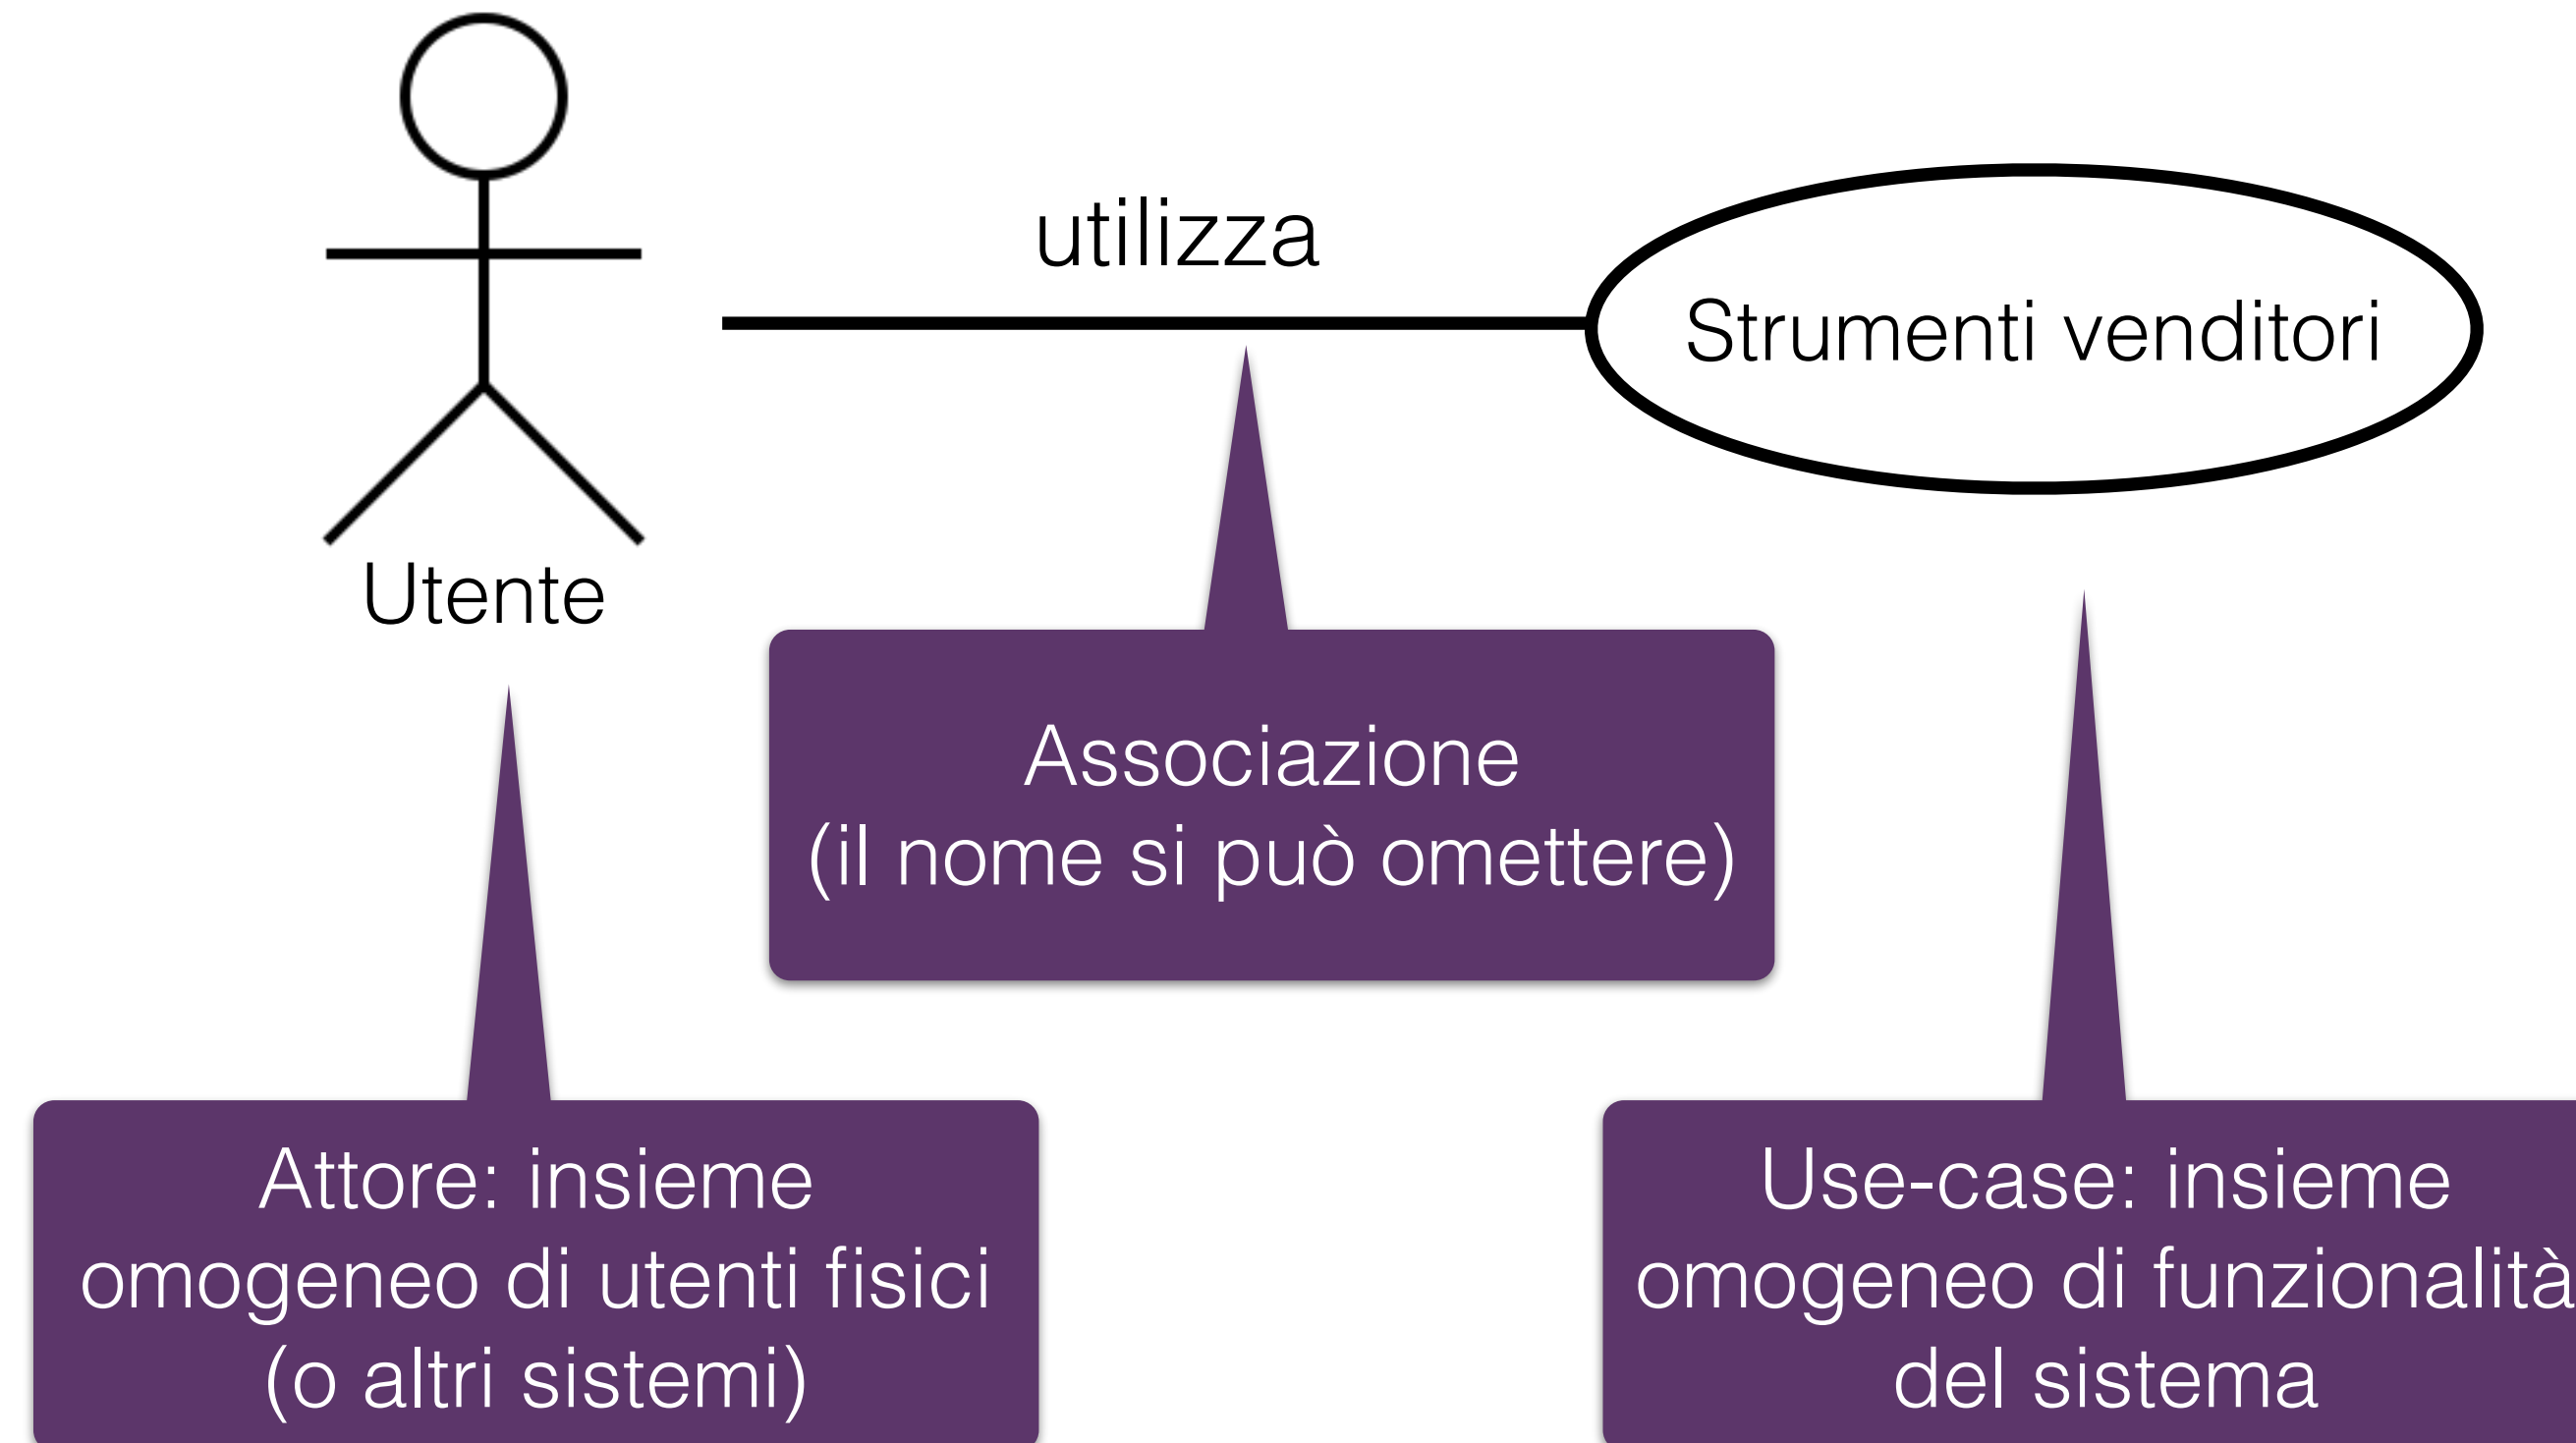 utilizza
Strumenti venditori
Utente
Associazione
(il nome si può omettere)
Attore: insieme
omogeneo di utenti fisici
(o altri sistemi)
Use-case: insieme
omogeneo di funzionalità
del sistema